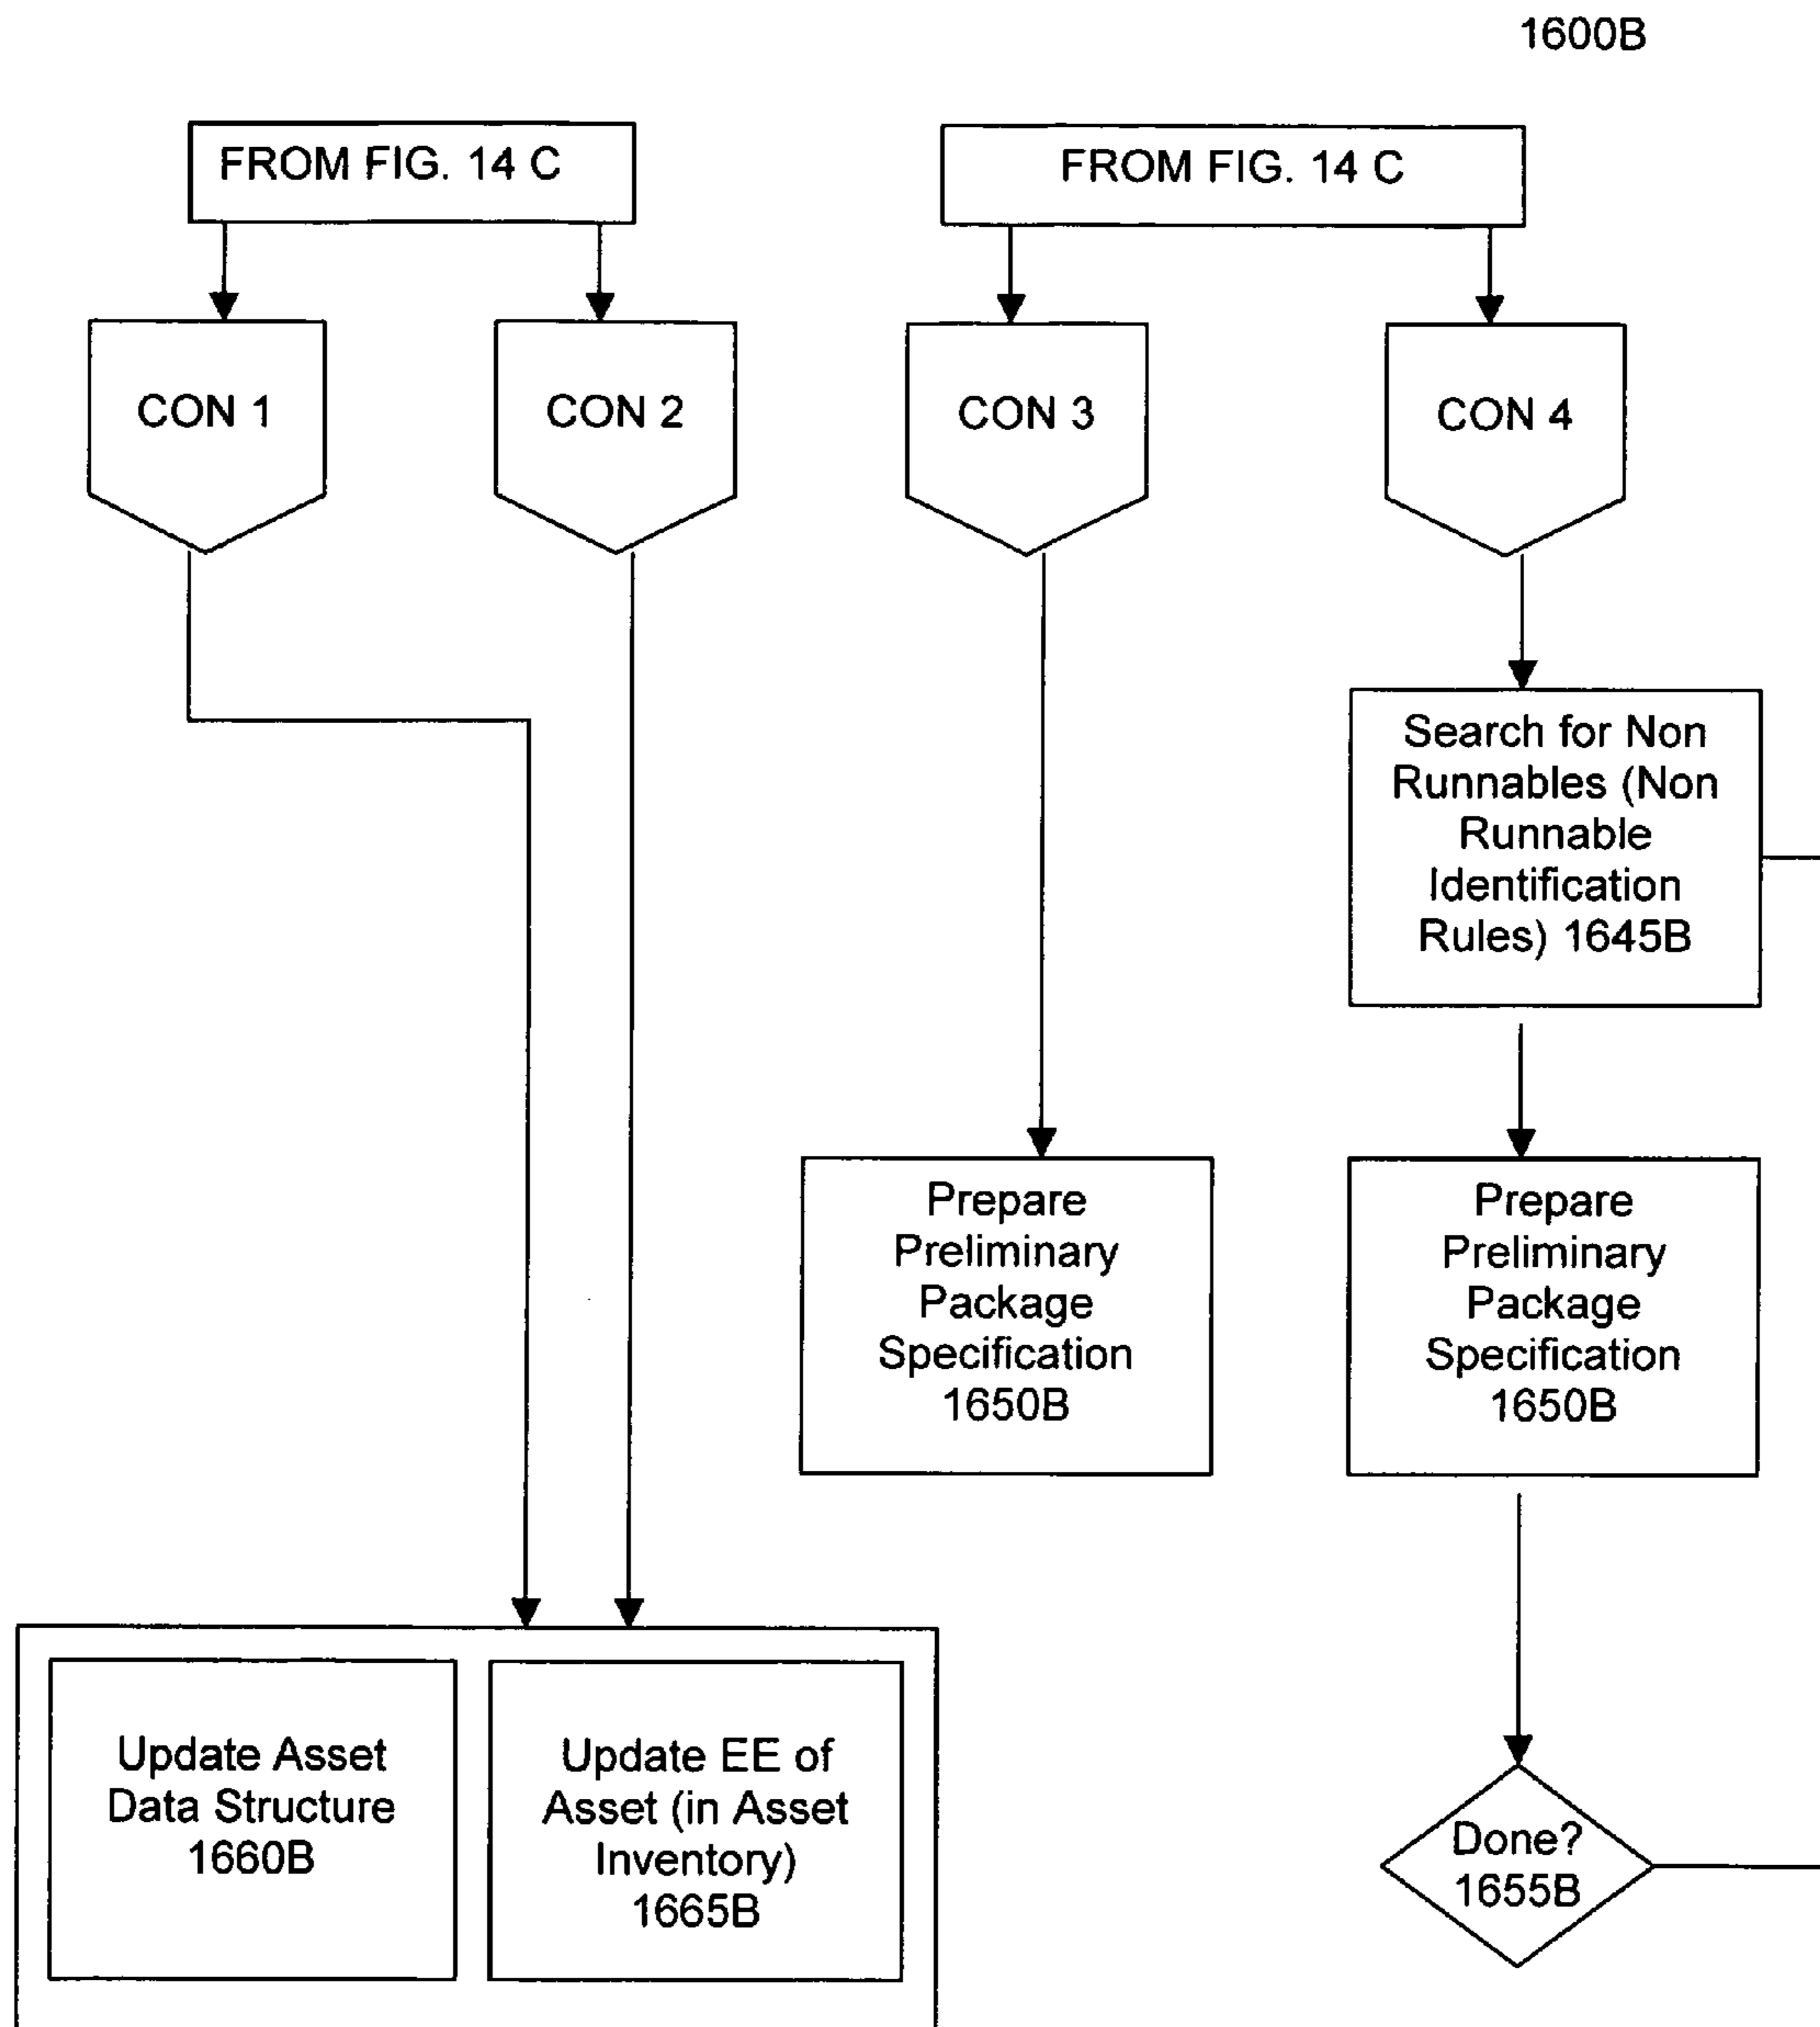 1600B
FROM FIG. 14 C
FROM FIG. 14 C
CON 1
CON 2
CON 3
CON 4
Search for Non
Runnables (Non
Runnable
Identification
Rules) 1645B
Prepare
Preliminary
Package
Specification
1650B
Prepare
Preliminary
Package
Specification
1650B
Update Asset
Data Structure
1660B
Update EE of
Asset (in Asset
Inventory)
1665B
Done?
1655B